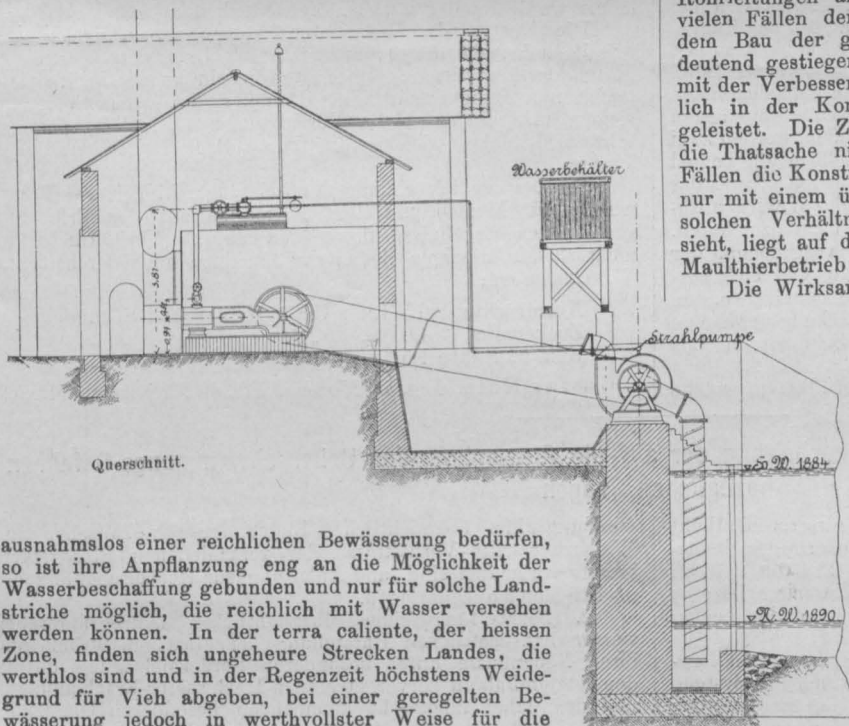 vielen Fällen der
dem Bau der g
deutend gestiegen
mit der Verbesser
lich in der Kon
geleistet. Die Z
die Thatsache ni
Fällen die Konst
nur mit einem ü
solchen Verhältn
sieht, liegt auf d
Maulthierbetrieb
Die Wirksam
Wasserbehälter
3,81
0,99
Strahlpumpe
H. W. 1884
N. W. 1890
Querschnitt.
ausnahmslos einer reichlichen Bewässerung bedürfen,
so ist ihre Anpflanzung eng an die Möglichkeit der
Wasserbeschaffung gebunden und nur für solche Land-
striche möglich, die reichlich mit Wasser versehen
werden können. In der terra caliente, der heissen
Zone, finden sich ungeheure Strecken Landes, die
werthlos sind und in der Regenzeit höchstens Weide-
grund für Vieh abgeben, bei einer geregelten Be-
wässerung jedoch in werthvollster Weise für die